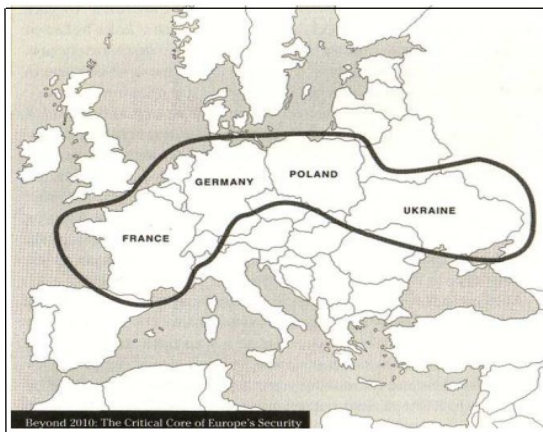 GERMANY
POLAND
UKRAINE
FRANCE
Beyond 2010: The Critical Core of Europe's Security